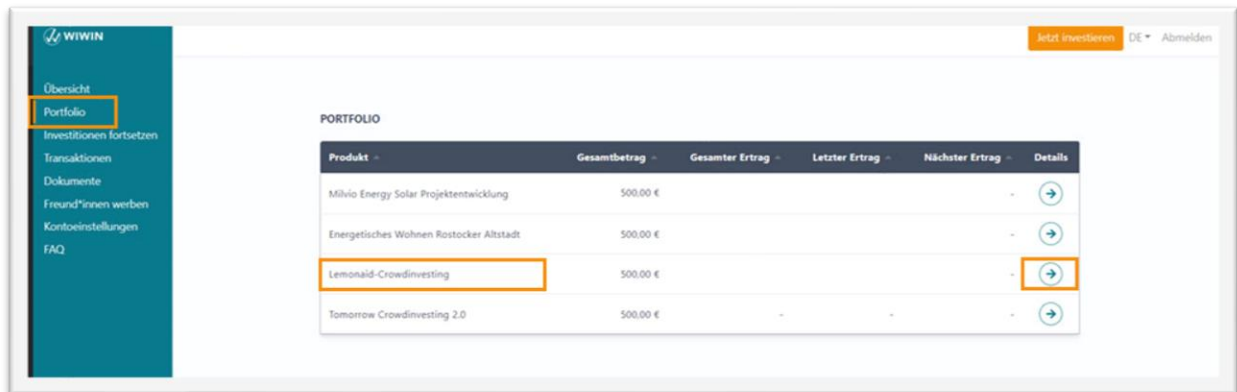 WIWIN
Jetzt investieren DE Abmelden
Übersicht
Portfolio
Investitionen fortsetzen
Transaktionen
Dokumente
Freund*innen werben
Kontoeinstellungen
FAQ
PORTFOLIO
Produkt Gesamtbetrag Gesamter Ertrag Letzter Ertrag Nächster Ertrag Details
Milvio Energy Solar Projektentwicklung 500,00 € -
Energetisches Wohnen Rostocker Altstadt 500,00 € -
Lemonaid-Crowdinvesting 500,00 € -
Tomorrow Crowdinvesting 2.0 500,00 € - - -